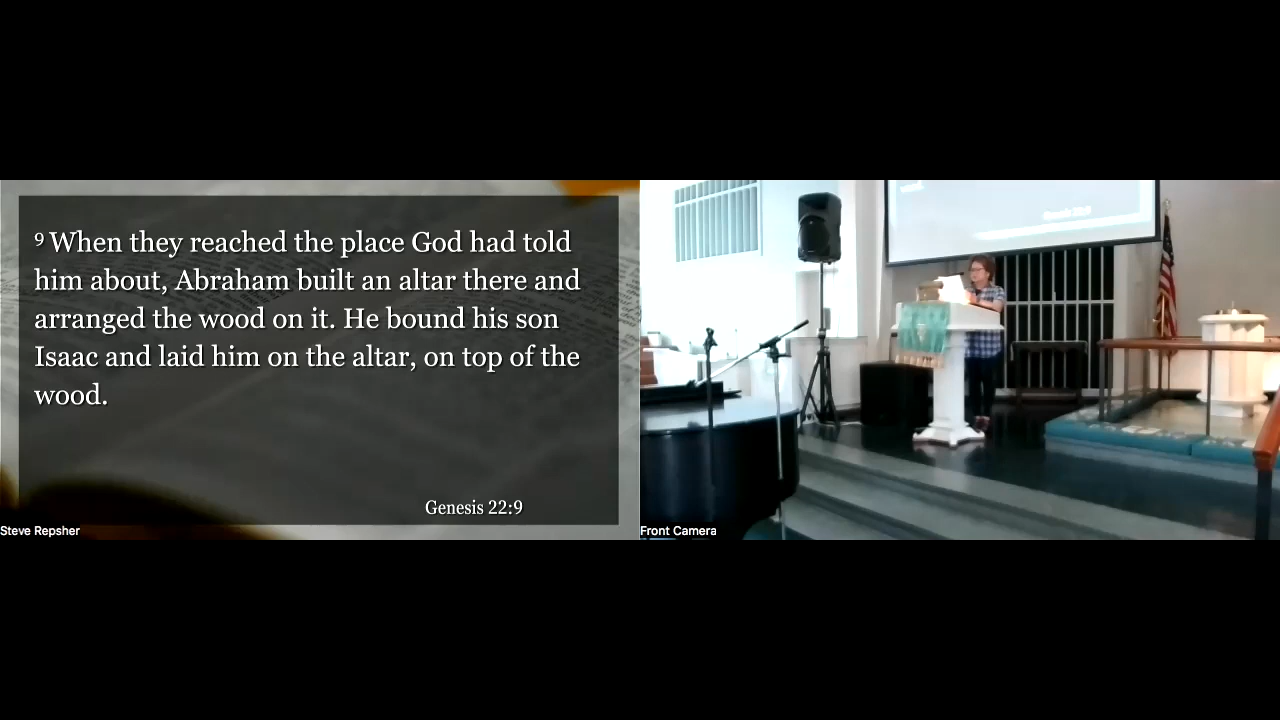 9 When they reached the place God had told
him about, Abraham built an altar there and
arranged the wood on it. He bound his son
Isaac and laid him on the altar, on top of the
wood.
Genesis 22:9
Steve Repsher
Front Camera